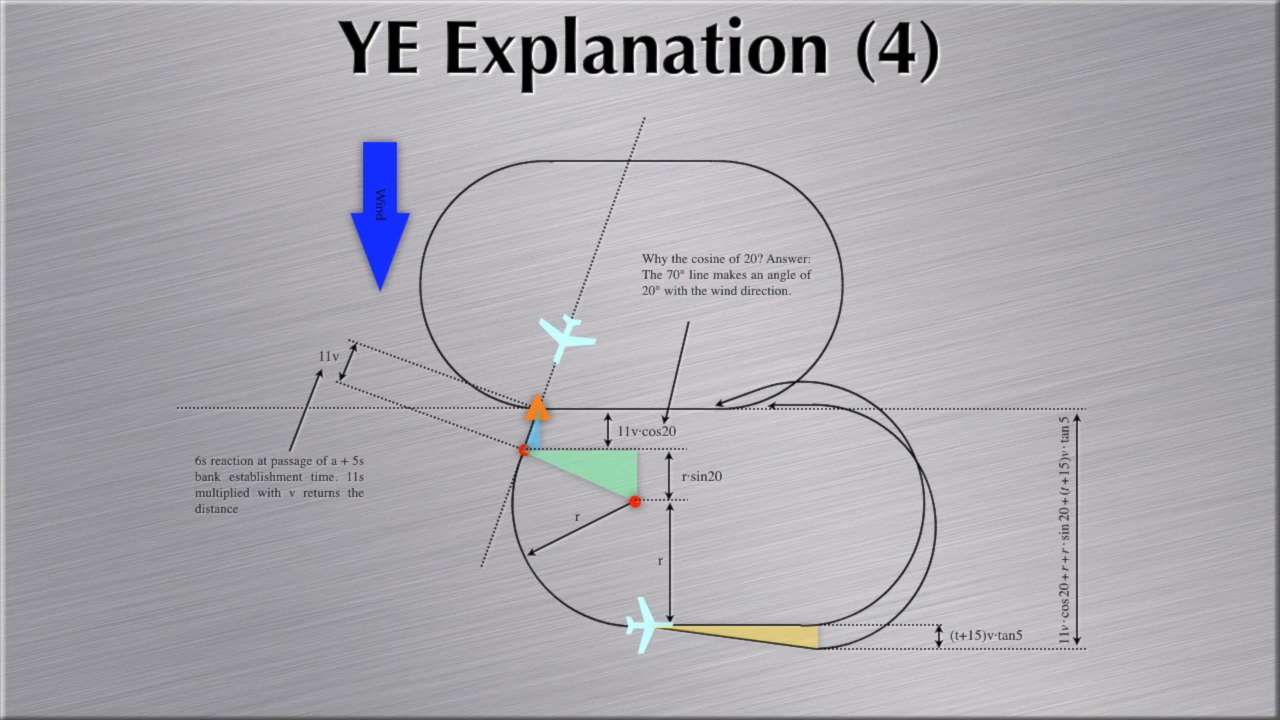 YE Explanation (4)
Wind
Why the cosine of 20? Answer:
The 70° line makes an angle of
20° with the wind direction.
11v
11v·cos20
6s reaction at passage of a + 5s
bank establishment time. 11s
multiplied with v returns the
distance
r·sin20
r
r
11v·cos20+r+r·sin20+(t+15)v·tan5
(t+15)v·tan5